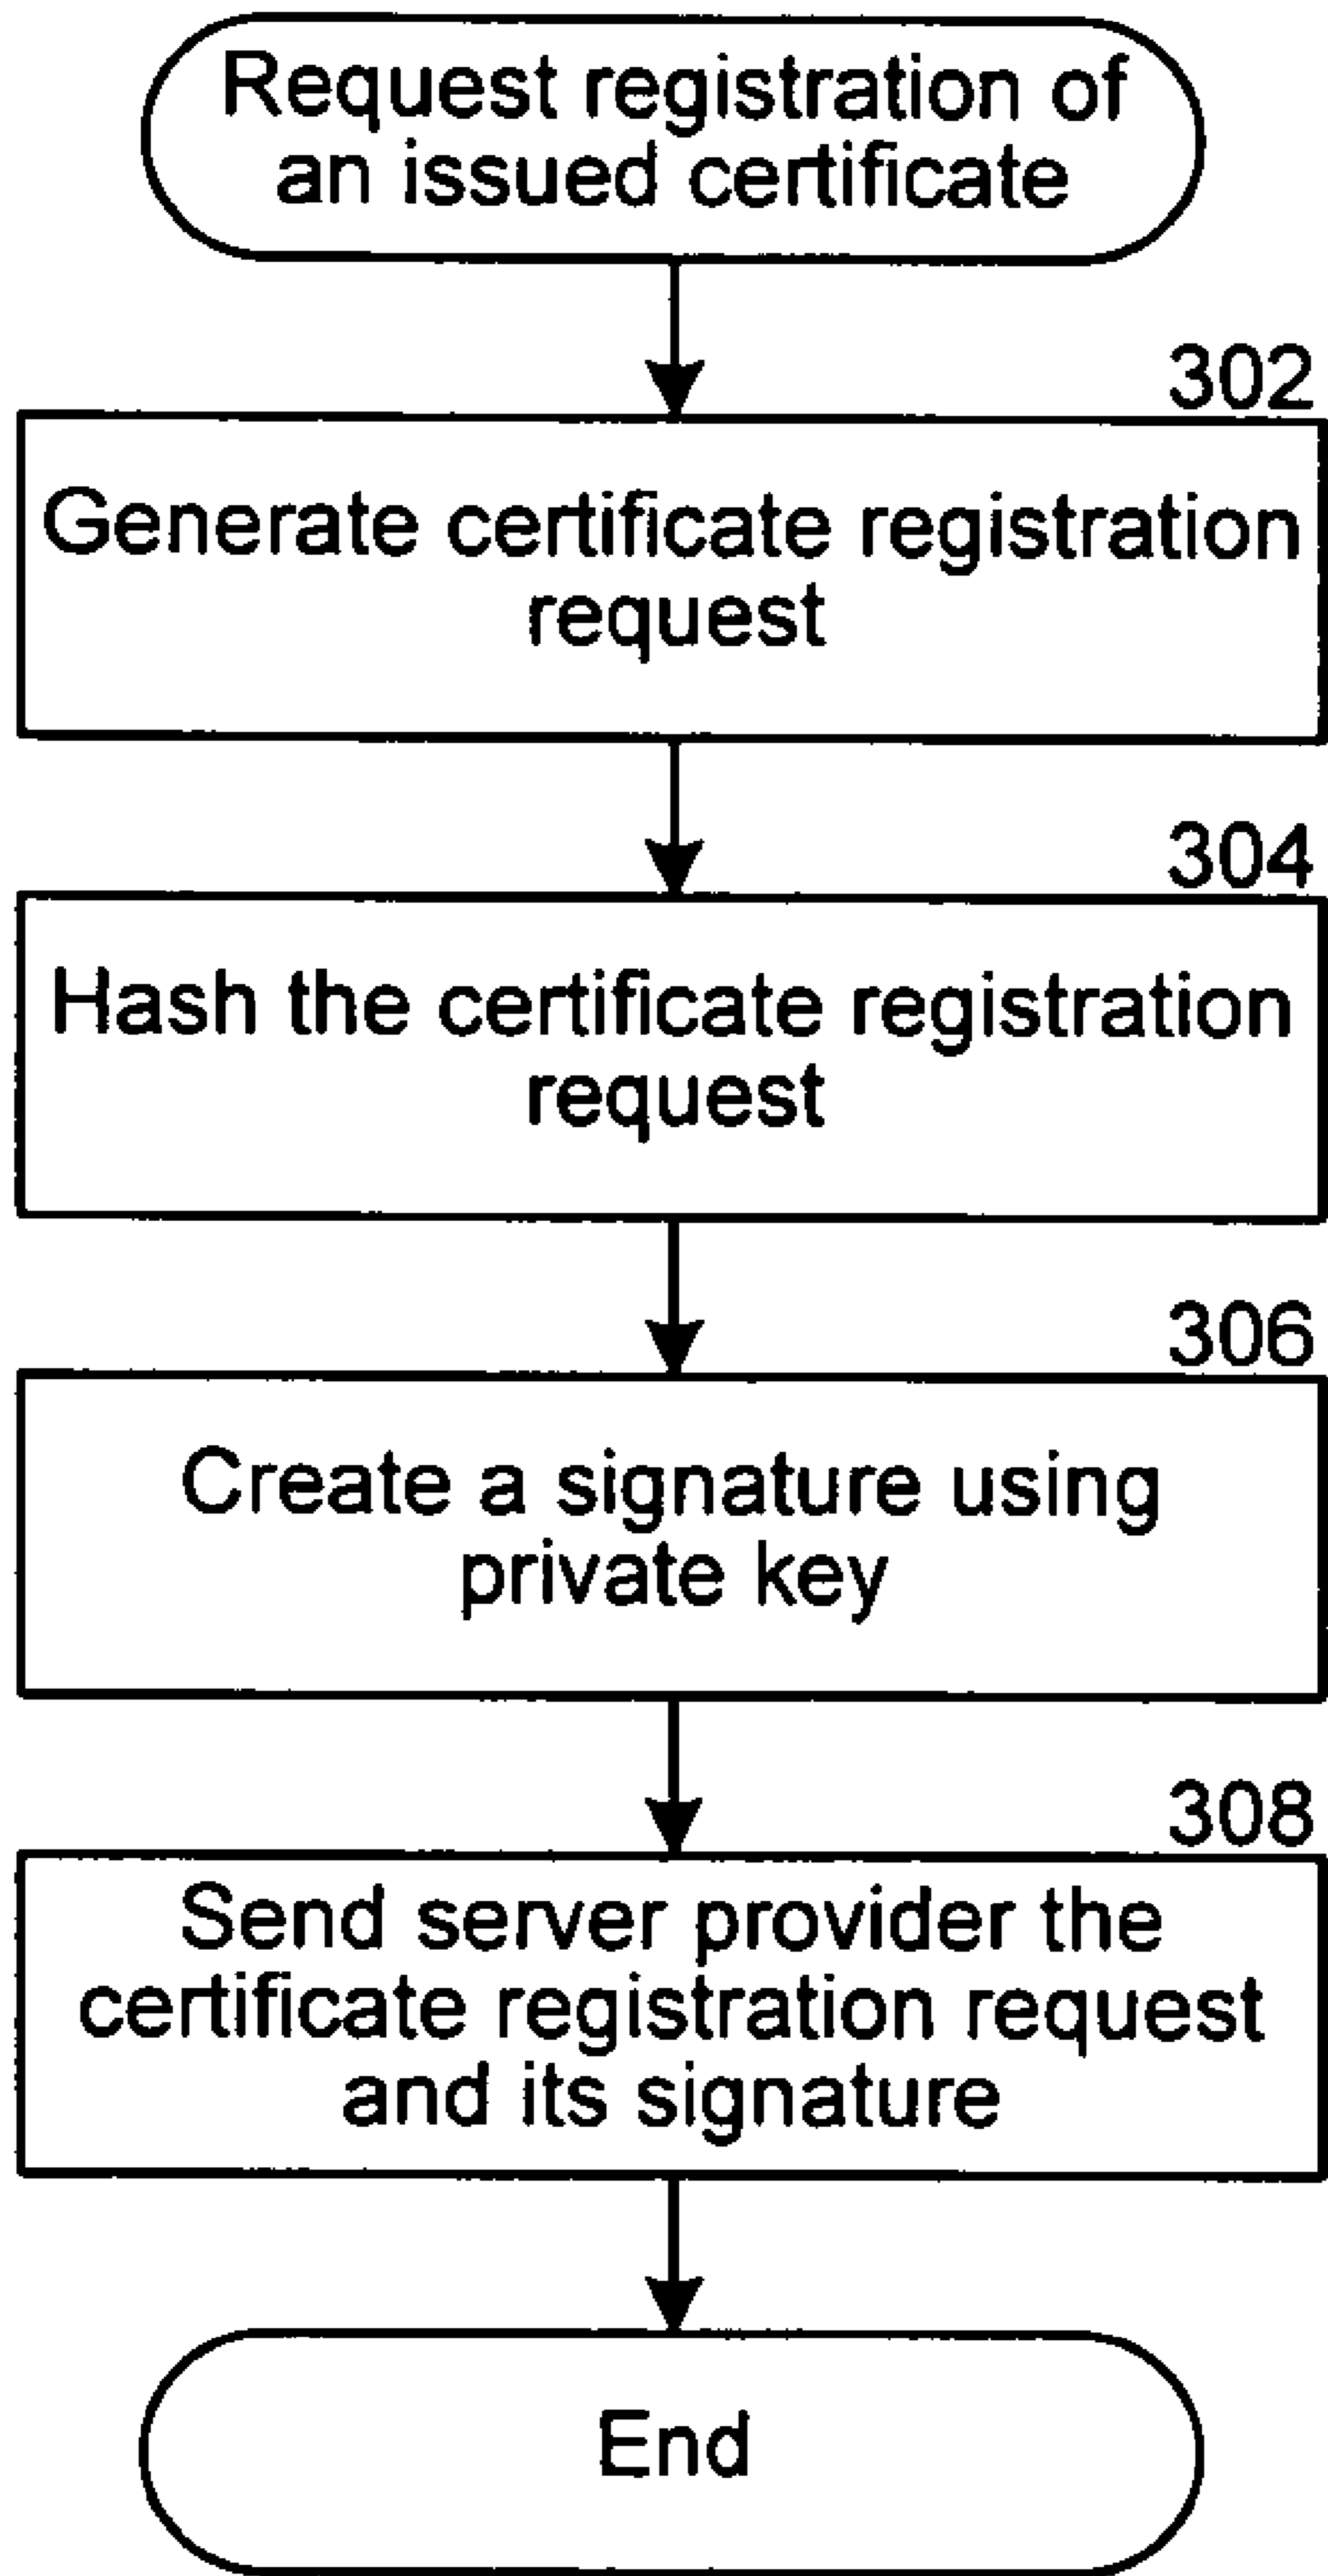 Request registration of
an issued certificate
302
Generate certificate registration
request
304
Hash the certificate registration
request
306
Create a signature using
private key
308
Send server provider the
certificate registration request
and its signature
End